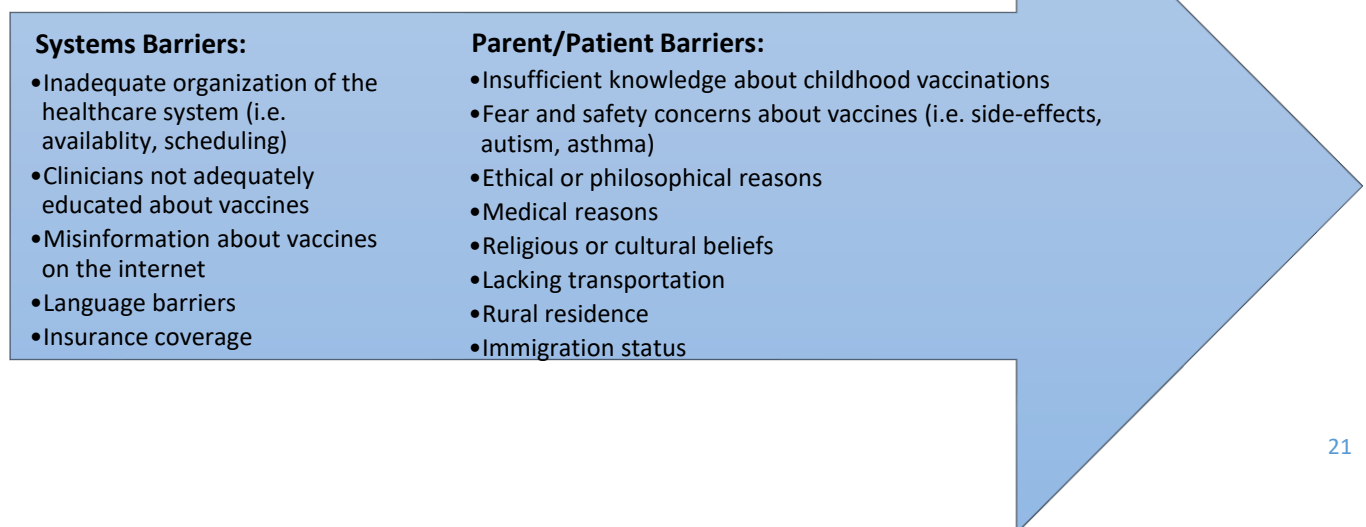 Systems Barriers:
•Inadequate organization of the
healthcare system (i.e.
availablity, scheduling)
•Clinicians not adequately
educated about vaccines
•Misinformation about vaccines
on the internet
•Language barriers
•Insurance coverage
Parent/Patient Barriers:
•Insufficient knowledge about childhood vaccinations
•Fear and safety concerns about vaccines (i.e. side-effects,
autism, asthma)
•Ethical or philosophical reasons
•Medical reasons
•Religious or cultural beliefs
•Lacking transportation
•Rural residence
•Immigration status
21